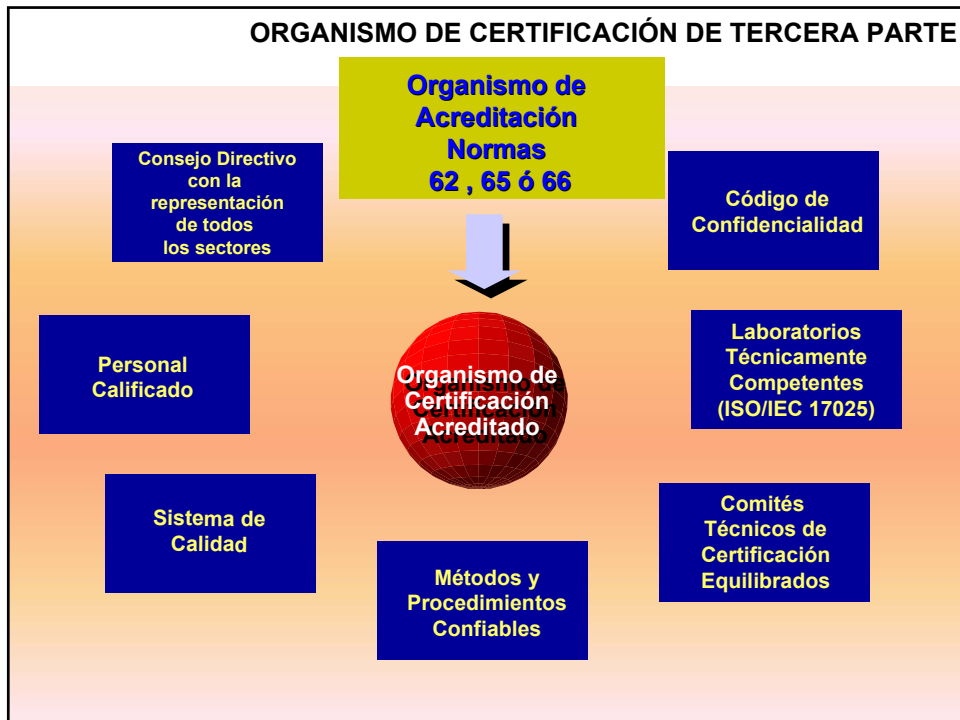 ORGANISMO DE CERTIFICACIÓN DE TERCERA PARTE
Organismo de
Acreditación
Normas
62 , 65 ó 66
Consejo Directivo
con la
representación
de todos
los sectores
Código de
Confidencialidad
Personal
Calificado
Organismo de
Certificación
Acreditado
Laboratorios
Técnicamente
Competentes
(ISO/IEC 17025)
Sistema de
Calidad
Métodos y
Procedimientos
Confiables
Comités
Técnicos de
Certificación
Equilibrados